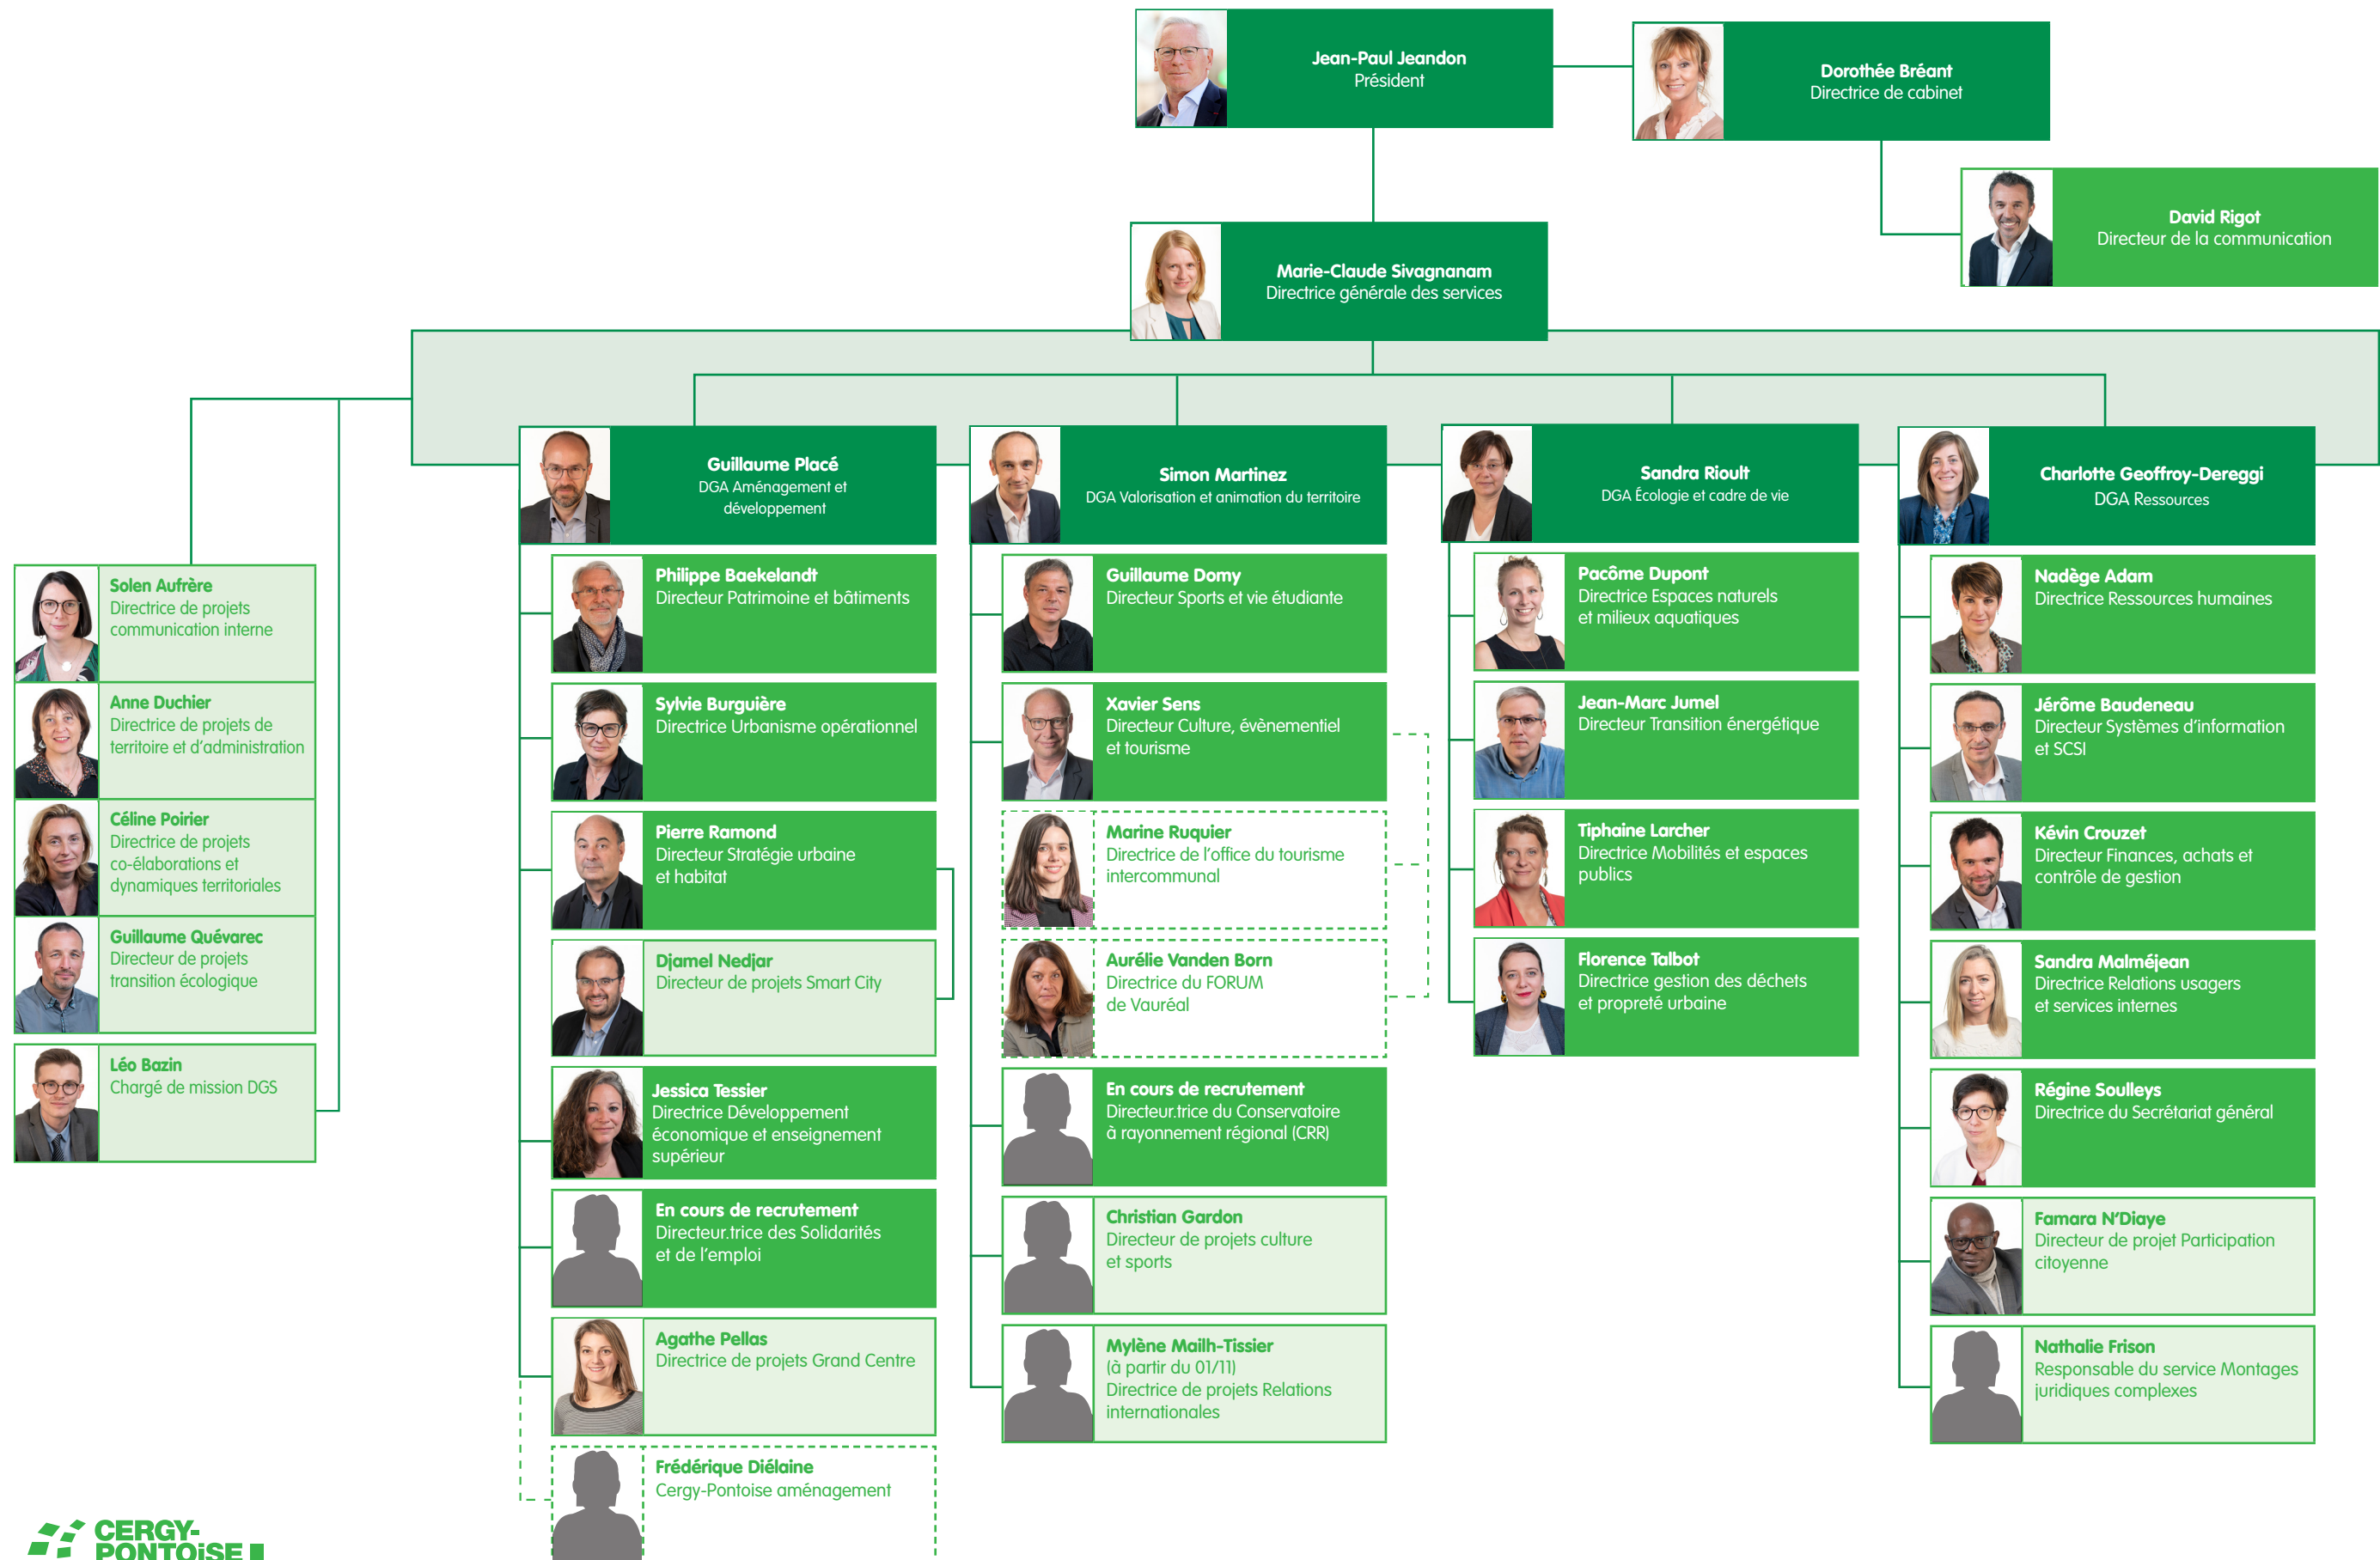 Jean-Paul Jeandon
Président
Dorothée Bréant
Directrice de cabinet
David Rigot
Directeur de la communication
Marie-Claude Sivagnanam
Directrice générale des services
Solen Aufrère
Directrice de projets
communication interne
Anne Duchier
Directrice de projets de
territoire et d’administration
Céline Poirier
Directrice de projets
co-élaborations et
dynamiques territoriales
Guillaume Quévarec
Directeur de projets
transition écologique
Léo Bazin
Chargé de mission DGS
Guillaume Placé
DGA Aménagement et
développement
Philippe Baekelandt
Directeur Patrimoine et bâtiments
Sylvie Burguière
Directrice Urbanisme opérationnel
Pierre Ramond
Directeur Stratégie urbaine
et habitat
Djamel Nedjar
Directeur de projets Smart City
Jessica Tessier
Directrice Développement
économique et enseignement
supérieur
En cours de recrutement
Directeur.trice des Solidarités
et de l’emploi
Agathe Pellas
Directrice de projets Grand Centre
Frédérique Diélaine
Cergy-Pontoise aménagement
Simon Martinez
DGA Valorisation et animation du territoire
Guillaume Domy
Directeur Sports et vie étudiante
Xavier Sens
Directeur Culture, évènementiel
et tourisme
Marine Ruquier
Directrice de l’office du tourisme
intercommunal
Aurélie Vanden Born
Directrice du FORUM
de Vauréal
En cours de recrutement
Directeur.trice du Conservatoire
à rayonnement régional (CRR)
Christian Gardon
Directeur de projets culture
et sports
Mylène Mailh-Tissier
(à partir du 01/11)
Directrice de projets Relations
internationales
Sandra Rioult
DGA Écologie et cadre de vie
Pacôme Dupont
Directrice Espaces naturels
et milieux aquatiques
Jean-Marc Jumel
Directeur Transition énergétique
Tiphaine Larcher
Directrice Mobilités et espaces
publics
Florence Talbot
Directrice gestion des déchets
et propreté urbaine
Charlotte Geoffroy-Dereggi
DGA Ressources
Nadège Adam
Directrice Ressources humaines
Jérôme Baudeneau
Directeur Systèmes d’information
et SCSI
Kévin Crouzet
Directeur Finances, achats et
contrôle de gestion
Sandra Malméjean
Directrice Relations usagers
et services internes
Régine Soulleys
Directrice du Secrétariat général
Famara N’Diaye
Directeur de projet Participation
citoyenne
Nathalie Frison
Responsable du service Montages
juridiques complexes
CERGY-
PONTOiSE